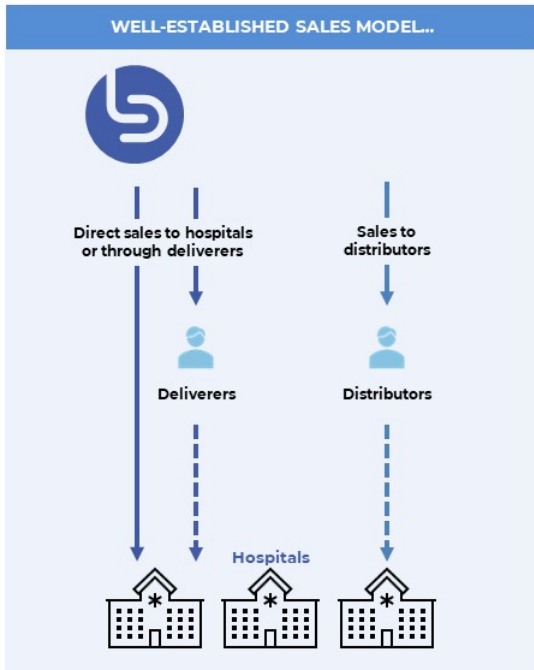 WELL-ESTABLISHED SALES MODEL...
Direct sales to hospitals
or through deliverers
Sales to
distributors
Deliverers
Distributors
Hospitals